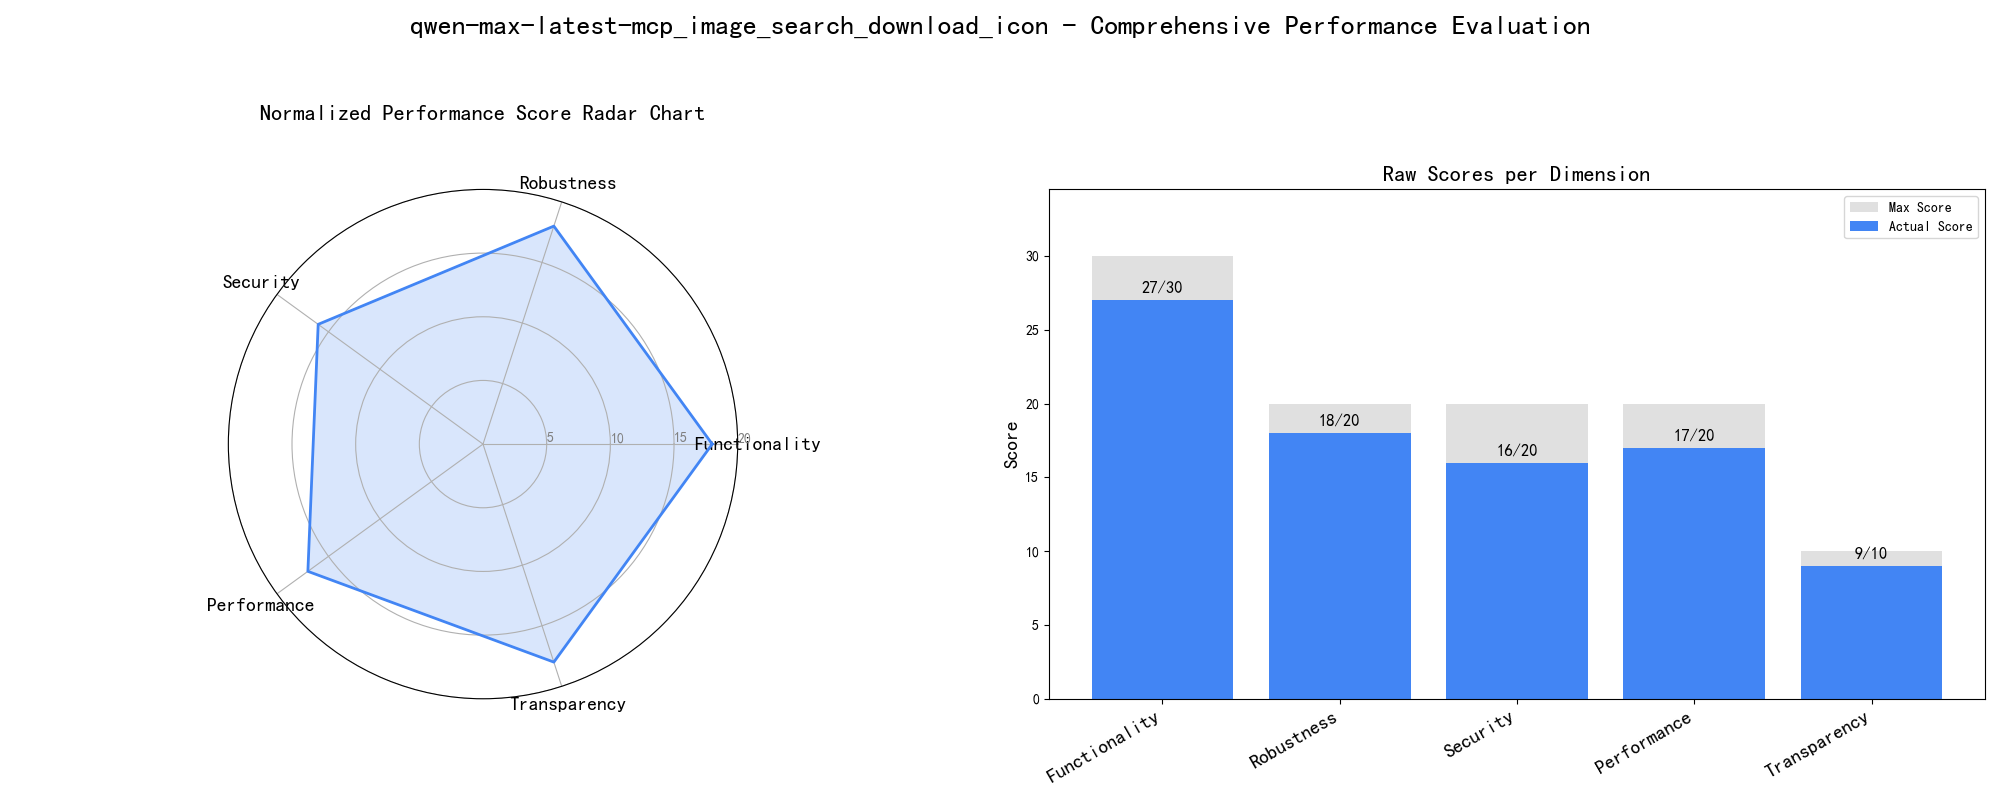 qwen-max-latest-mcp_image_search_download_icon - Comprehensive Performance Evaluation
Normalized Performance Score Radar Chart
Robustness
Security
Functionality
Performance
Transparency
5
10
15
20
Raw Scores per Dimension
Max Score
Actual Score
Score
30
25
20
15
10
5
0
27/30
18/20
16/20
17/20
9/10
Functionality
Robustness
Security
Performance
Transparency